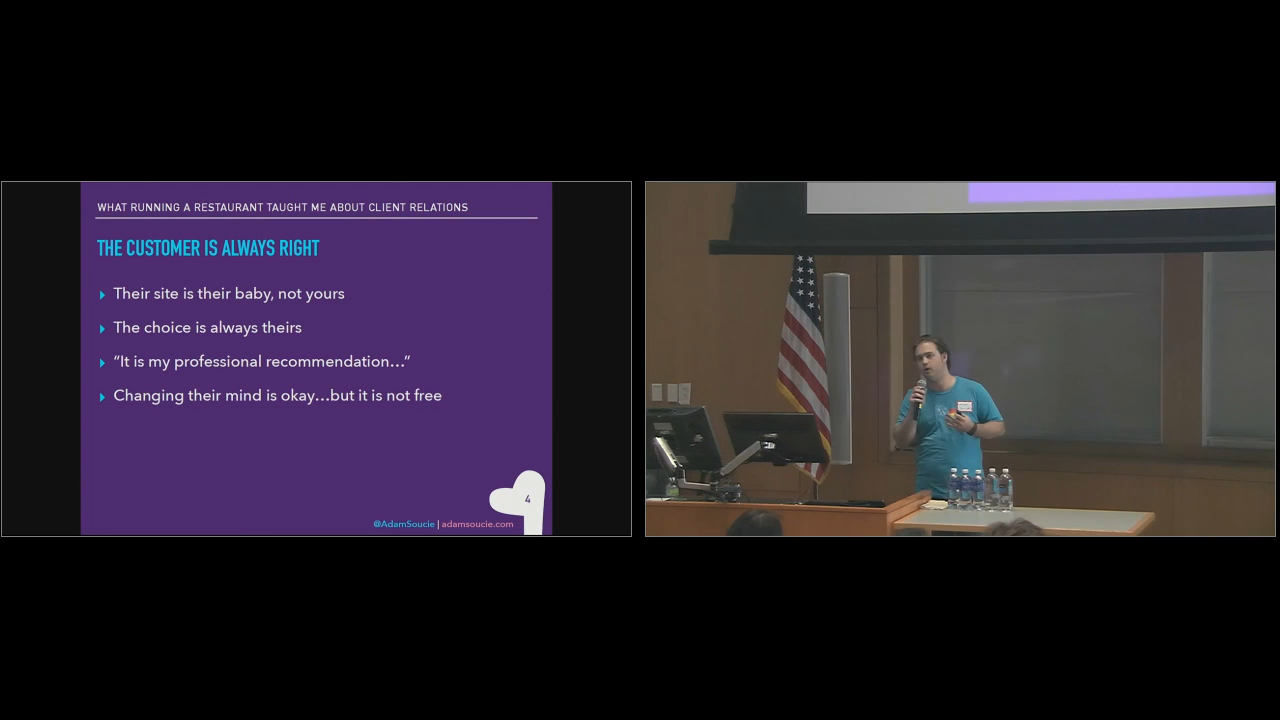 WHAT RUNNING A RESTAURANT TAUGHT ME ABOUT CLIENT RELATIONS
THE CUSTOMER IS ALWAYS RIGHT
Their site is their baby, not yours
The choice is always theirs
“It is my professional recommendation…”
Changing their mind is okay…but it is not free
4
@AdamSoucie | adamsoucie.com